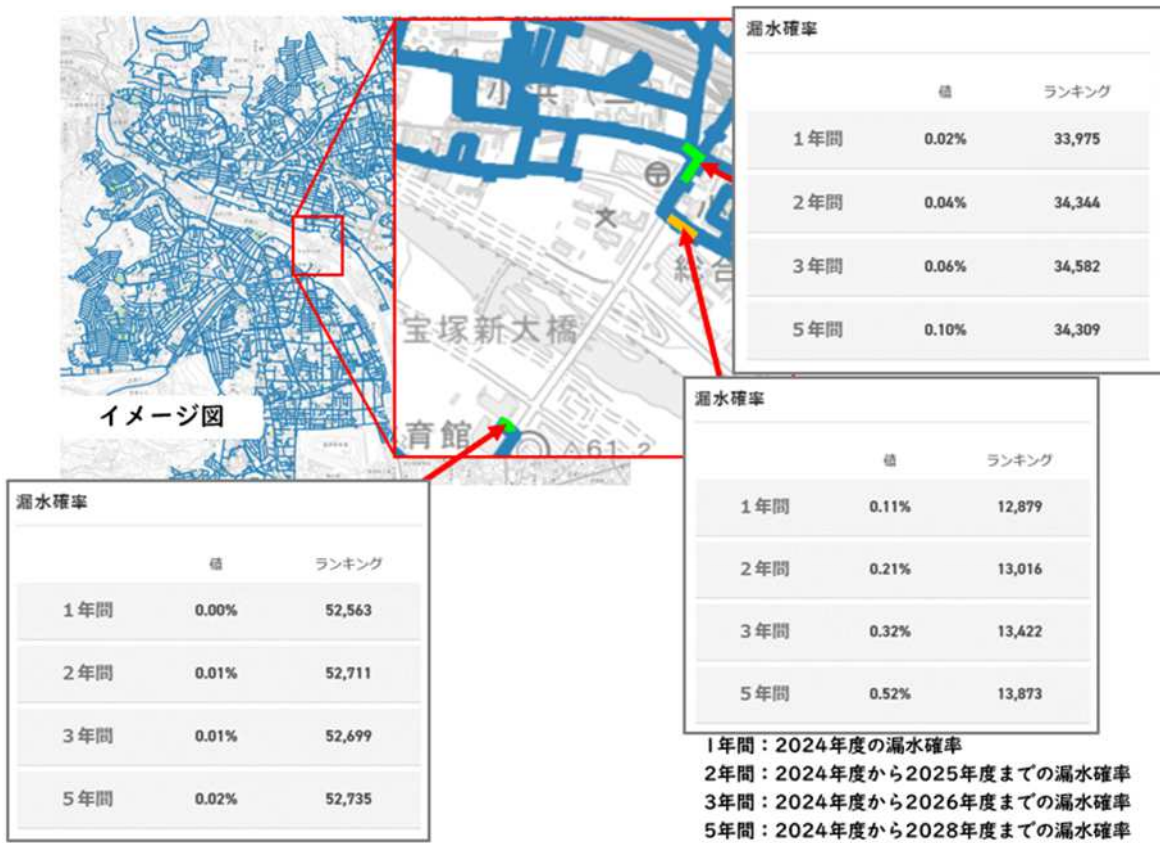 漏水確率
値 ランキング
1年間 0.02% 33,975
2年間 0.04% 34,344
3年間 0.06% 34,582
5年間 0.10% 34,309
小浜(二
文
総合
宝塚新大橋
育館
61.2
イメージ図
漏水確率
値 ランキング
1年間 0.11% 12,879
2年間 0.21% 13,016
3年間 0.32% 13,422
5年間 0.52% 13,873
漏水確率
値 ランキング
1年間 0.00% 52,563
2年間 0.01% 52,711
3年間 0.01% 52,699
5年間 0.02% 52,735
1年間：2024年度の漏水確率
2年間：2024年度から2025年度までの漏水確率
3年間：2024年度から2026年度までの漏水確率
5年間：2024年度から2028年度までの漏水確率